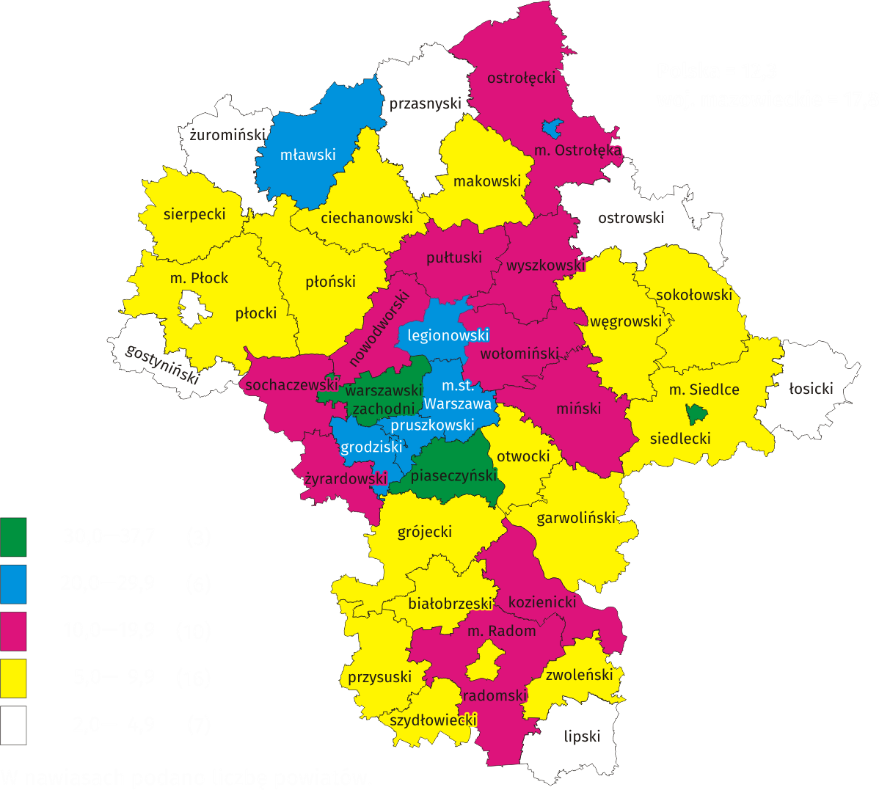 ostrołęcki
przasnyski
żuromiński
m. Ostrołęka
mławski
makowski
sierpecki
ciechanowski
ostrowski
pułtuski
wyszkowski
m. Płock
płoński
sokołowski
płocki
nowodworski
węgrowski
legionowski
gostyniński
wołomiński
sochaczewski
warszawski
zachodni
m.st.
Warszawa
m. Siedlce
łosicki
miński
pruszkowski
siedlecki
grodziski
otwocki
żyrardowski
piaseczyński
garwoliński
grójecki
białobrzeski
kozienicki
m. Radom
przysuski
zwoleński
radomski
szydłowiecki
lipski